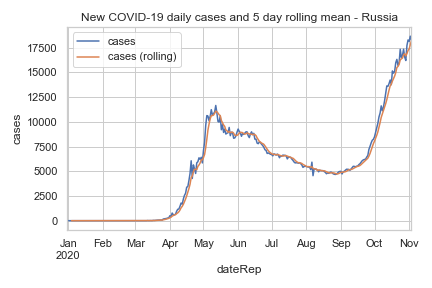 New COVID-19 daily cases and 5 day rolling mean - Russia
cases
cases (rolling)
17500
15000
12500
10000
7500
5000
2500
0
cases
Jan Feb Mar Apr May Jun Jul Aug Sep Oct Nov
2020
dateRep